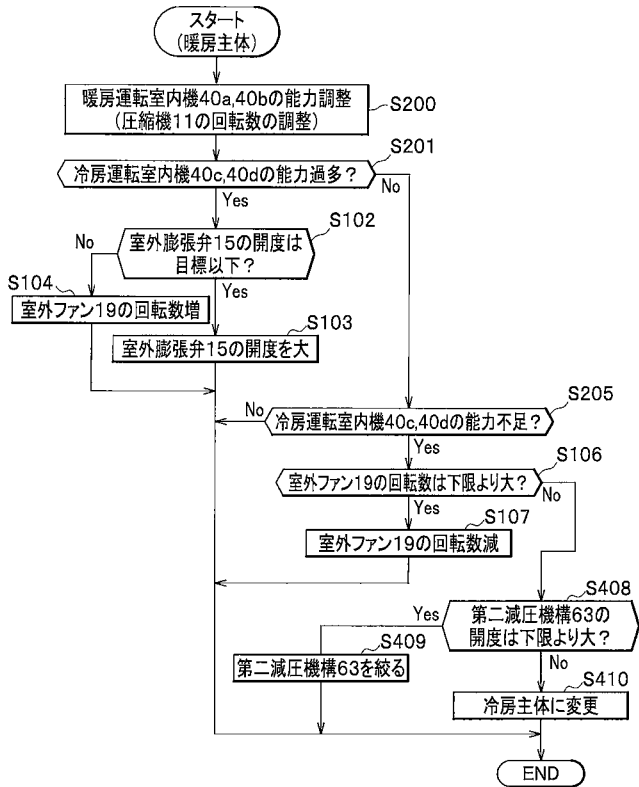 スタート
(暖房主体)
暖房運転室内機40a,40bの能力調整
(圧縮機11の回転数の調整)
S200
S201
冷房運転室内機40c,40dの能力過多?
No
Yes
S102
室外膨張弁15の開度は
目標以下?
No
Yes
S104
室外ファン19の回転数増
S103
室外膨張弁15の開度を大
S205
No
冷房運転室内機40c,40dの能力不足?
Yes
S106
室外ファン19の回転数は下限より大?
No
Yes
S107
室外ファン19の回転数減
S408
第二減圧機構63の
開度は下限より大?
Yes
No
S409
第二減圧機構63を絞る
S410
冷房主体に変更
END